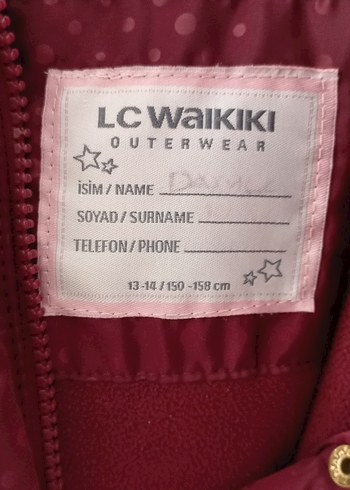 LC WAIKIKI
OUTERWEAR
İSİM / NAME
SOYAD / SURNAME
TELEFON / PHONE
13-14 / 150 -158 cm